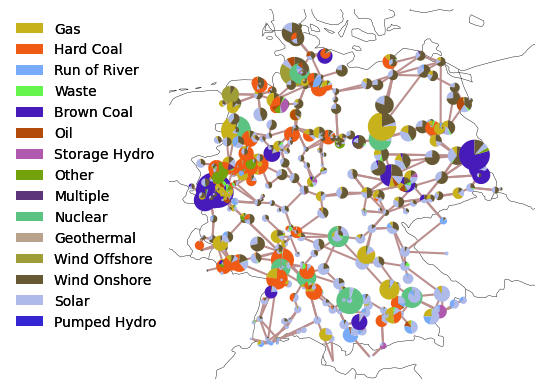 Gas
Hard Coal
Run of River
Waste
Brown Coal
Oil
Storage Hydro
Other
Multiple
Nuclear
Geothermal
Wind Offshore
Wind Onshore
Solar
Pumped Hydro